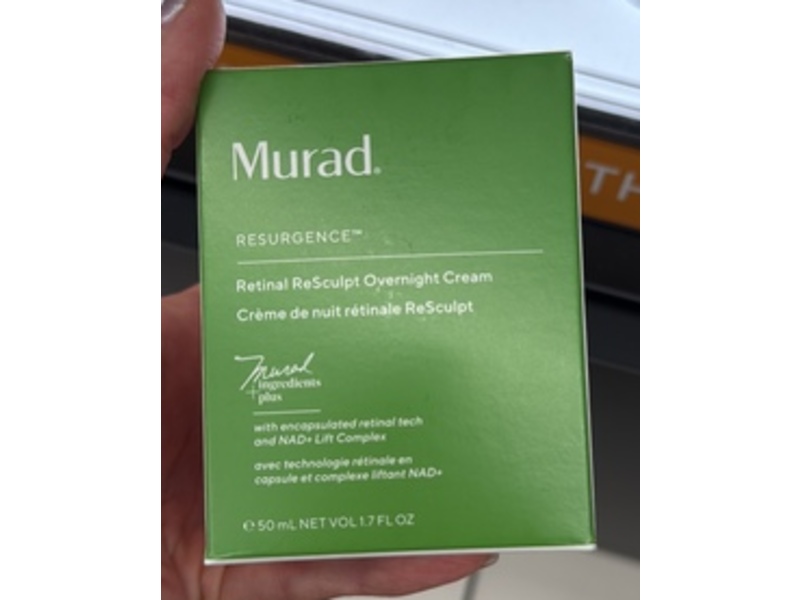 Murad.
RESURGENCE™
Retinal ReSculpt Overnight Cream
Crème de nuit rétinale ReSculpt
Murad
+ingredients
plus
with encapsulated retinal tech
and NAD+ Lift Complex
avec technologie rétinale en
capsule et complexe liftant NAD+
℮ 50 mL NET VOL 1.7 FL OZ
TH